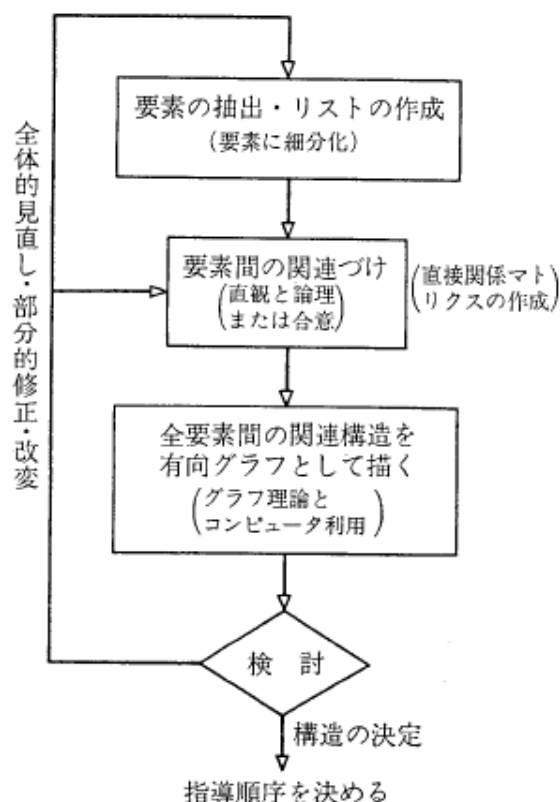 要素の抽出・リストの作成
(要素に細分化)
全体的見直し・部分的修正・改変
要素間の関連づけ
(直観と論理
または合意)
(直接関係マト
リクスの作成)
全要素間の関連構造を
有向グラフとして描く
(グラフ理論と
コンピュータ利用)
検 討
構造の決定
指導順序を決める